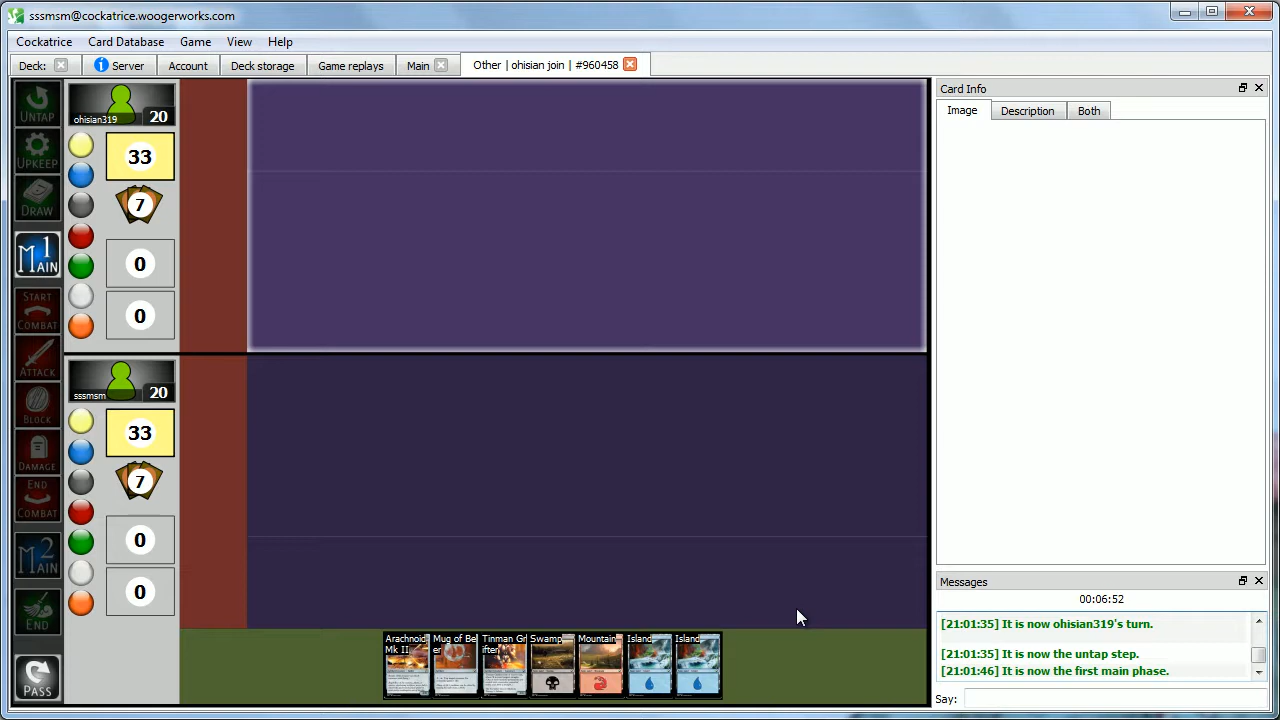 sssmsm@cockatrice.woogerworks.com
Cockatrice Card Database Game View Help
Deck: Server Account Deck storage Game replays Main Other | ohisian join | #960458
UNTAP
UPKEEP
DRAW
1 MAIN
START COMBAT
ATTACK
BLOCK
DAMAGE
END COMBAT
2 MAIN
END
PASS
ohisian319 20
33
7
0
0
sssmsm 20
33
7
0
0
Arachnoid Mk II
Mug of Beer
Tinman Grifter
Swamp
Mountain
Island
Island
Card Info
Image Description Both
Messages
00:06:52
[21:01:35] It is now ohisian319's turn.
[21:01:35] It is now the untap step.
[21:01:46] It is now the first main phase.
Say: